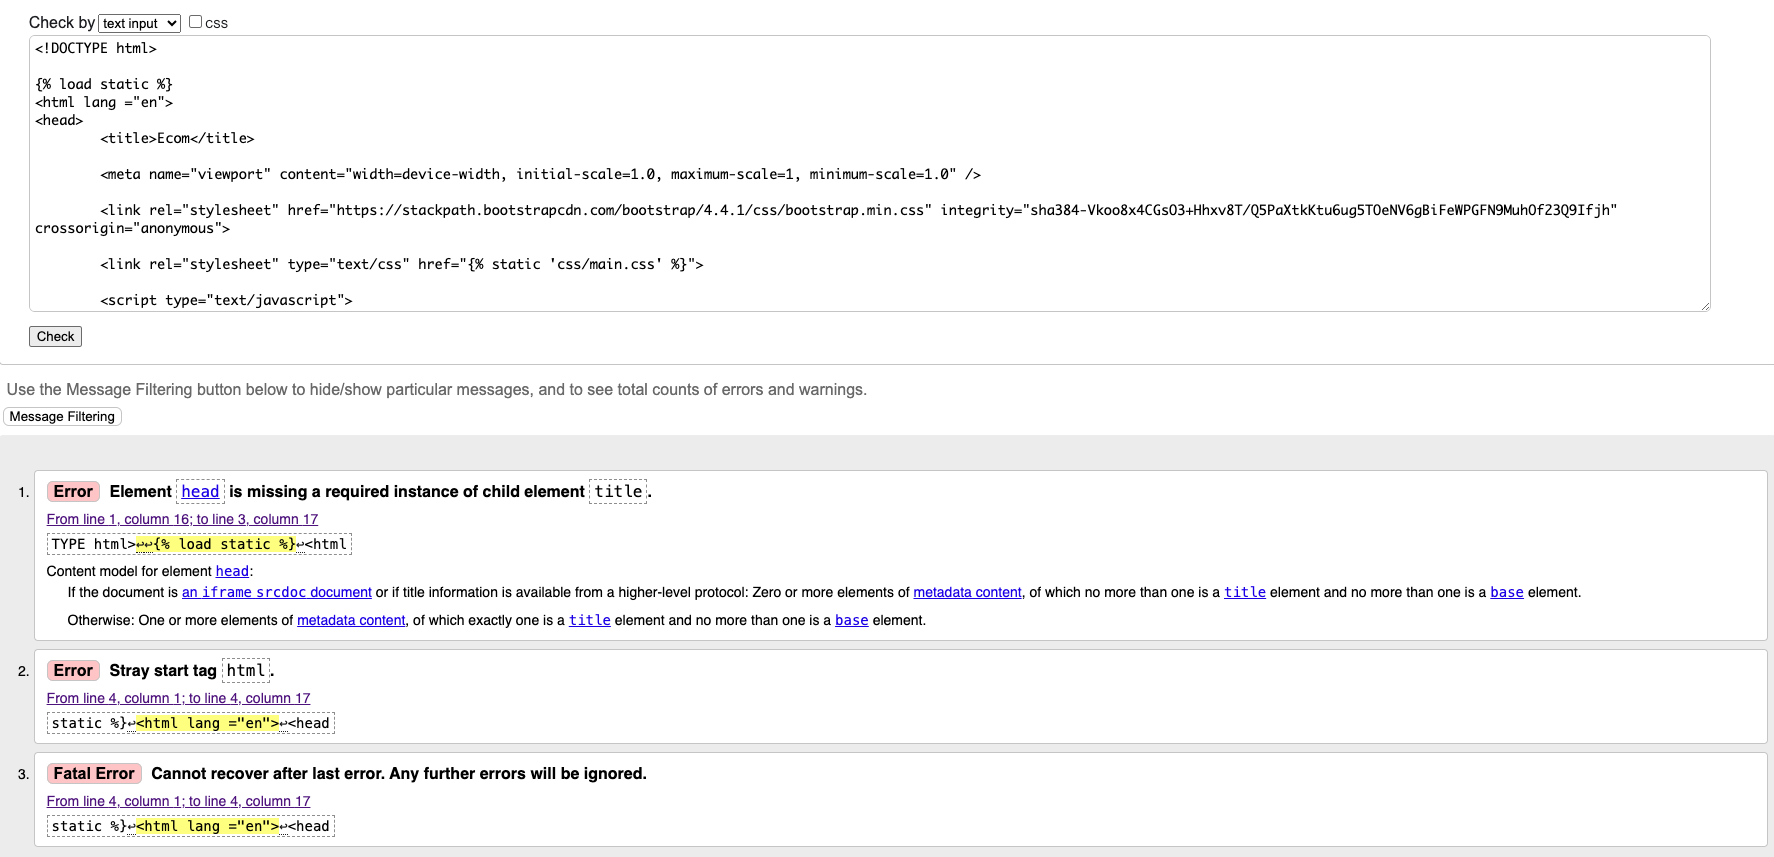 Check by text input css
<!DOCTYPE html>
{% load static %}
<html lang ="en">
<head>
<title>Ecom</title>
<meta name="viewport" content="width=device-width, initial-scale=1.0, maximum-scale=1, minimum-scale=1.0" />
<link rel="stylesheet" href="https://stackpath.bootstrapcdn.com/bootstrap/4.4.1/css/bootstrap.min.css" integrity="sha384-Vkoo8x4CGsO3+Hhxv8T/Q5PaXtkKtu6ug5TOeNV6gBiFeWPGFN9MuhOf23Q9Ifjh"
crossorigin="anonymous">
<link rel="stylesheet" type="text/css" href="{% static 'css/main.css' %}">
<script type="text/javascript">
Check
Use the Message Filtering button below to hide/show particular messages, and to see total counts of errors and warnings.
Message Filtering
1. Error Element head is missing a required instance of child element title.
From line 1, column 16; to line 3, column 17
TYPE html>↩↩{% load static %}↩<html
Content model for element head:
If the document is an iframe srcdoc document or if title information is available from a higher-level protocol: Zero or more elements of metadata content, of which no more than one is a title element and no more than one is a base element.
Otherwise: One or more elements of metadata content, of which exactly one is a title element and no more than one is a base element.
2. Error Stray start tag html.
From line 4, column 1; to line 4, column 17
static %}↩<html lang ="en">↩<head
3. Fatal Error Cannot recover after last error. Any further errors will be ignored.
From line 4, column 1; to line 4, column 17
static %}↩<html lang ="en">↩<head